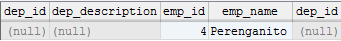 dep_id dep_description emp_id emp_name dep_id
(null) (null) 4 Perenganito (null)